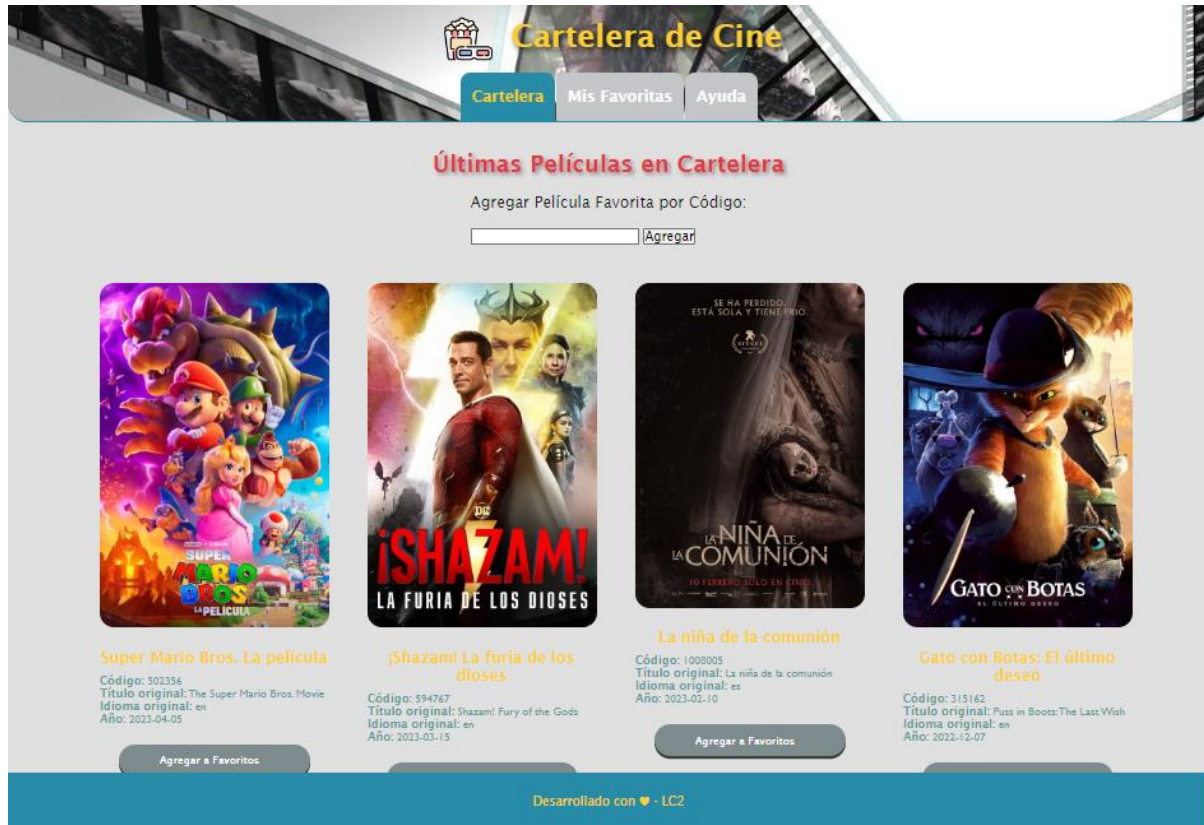 Cartelera de Cine
Cartelera
Mis Favoritas
Ayuda
Últimas Películas en Cartelera
Agregar Película Favorita por Código:
Agregar
SUPER
MARIO
BROS
LA PELÍCULA
DC
¡SHAZAM!
LA FURIA DE LOS DIOSES
SE HA PERDIDO.
ESTÁ SOLA Y TIENE FRÍO.
SITGES
LA NIÑA DE
LA COMUNIÓN
10 FEBRERO SOLO EN CINES
GATO CON BOTAS
EL ÚLTIMO DESEO
Super Mario Bros. La película
Código: 502356
Título original: The Super Mario Bros. Movie
Idioma original: en
Año: 2023-04-05
Agregar a Favoritos
¡Shazam! La furia de los
dioses
Código: 594767
Título original: Shazam! Fury of the Gods
Idioma original: en
Año: 2023-03-15
La niña de la comunión
Código: 1008005
Título original: La niña de la comunión
Idioma original: es
Año: 2023-02-10
Agregar a Favoritos
Gato con Botas: El último
deseo
Código: 315162
Título original: Puss in Boots: The Last Wish
Idioma original: en
Año: 2022-12-07
Desarrollado con ♥ - LC2